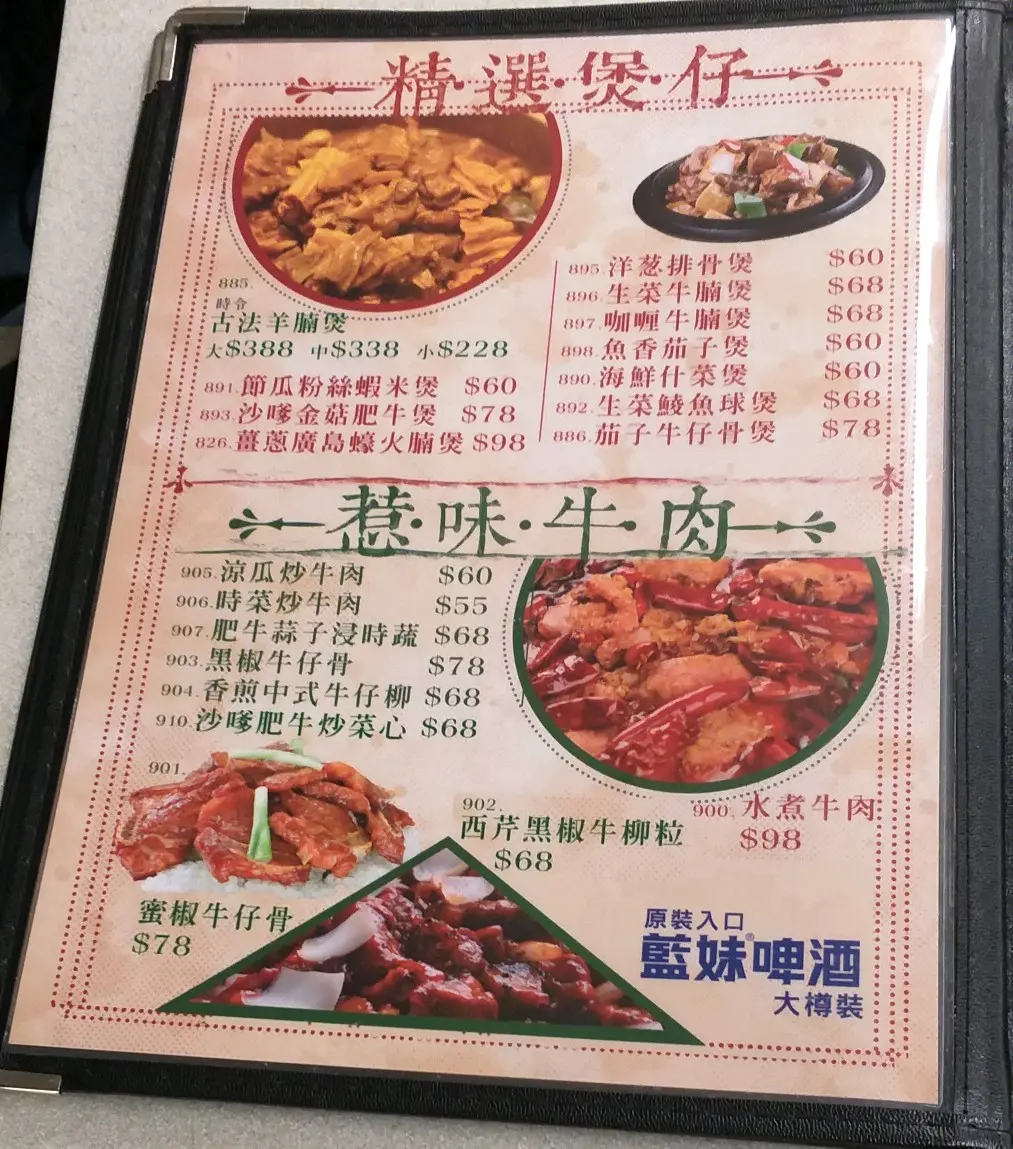 精·選·煲·仔
885.
時令
古法羊腩煲
大$388 中$338 小$228
891.節瓜粉絲蝦米煲 $60
893.沙嗲金菇肥牛煲 $78
826.薑蔥廣島蠔火腩煲 $98
895.洋葱排骨煲 $60
896.生菜牛腩煲 $68
897.咖喱牛腩煲 $68
898.魚香茄子煲 $60
890.海鮮什菜煲 $60
892.生菜鯪魚球煲 $68
886.茄子牛仔骨煲 $78
惹·味·牛·肉
905.涼瓜炒牛肉 $60
906.時菜炒牛肉 $55
907.肥牛蒜子浸時蔬 $68
903.黑椒牛仔骨 $78
904.香煎中式牛仔柳 $68
910.沙嗲肥牛炒菜心 $68
901.
蜜椒牛仔骨
$78
902.
西芹黑椒牛柳粒
$68
900.水煮牛肉
$98
原裝入口
藍妹®啤酒
大樽裝